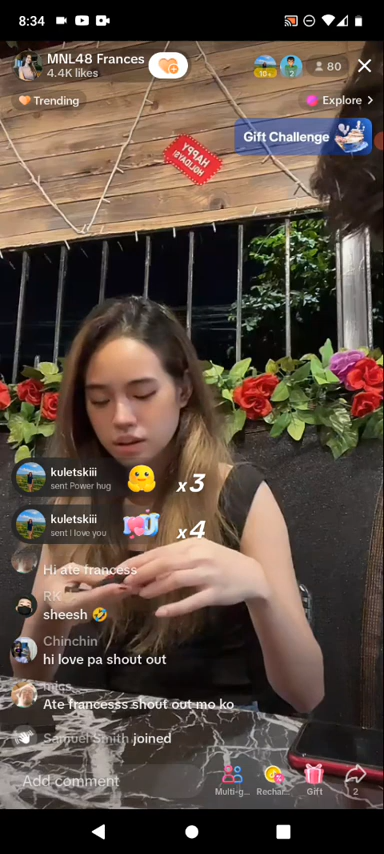 8:34
MNL48 Frances
4.4K likes
10+
2
80
Trending
Explore
Gift Challenge
HAPPY
HOLIDAYS!
kuletskiii
sent Power hug
x3
kuletskiii
sent I love you
x4
Hi ate francess
RK
sheesh 🤣
Chinchin
hi love pa shout out
Ate francesss shout out mo ko
Samuel Smith joined
Add comment
Multi-g...
Rechar...
Gift
2